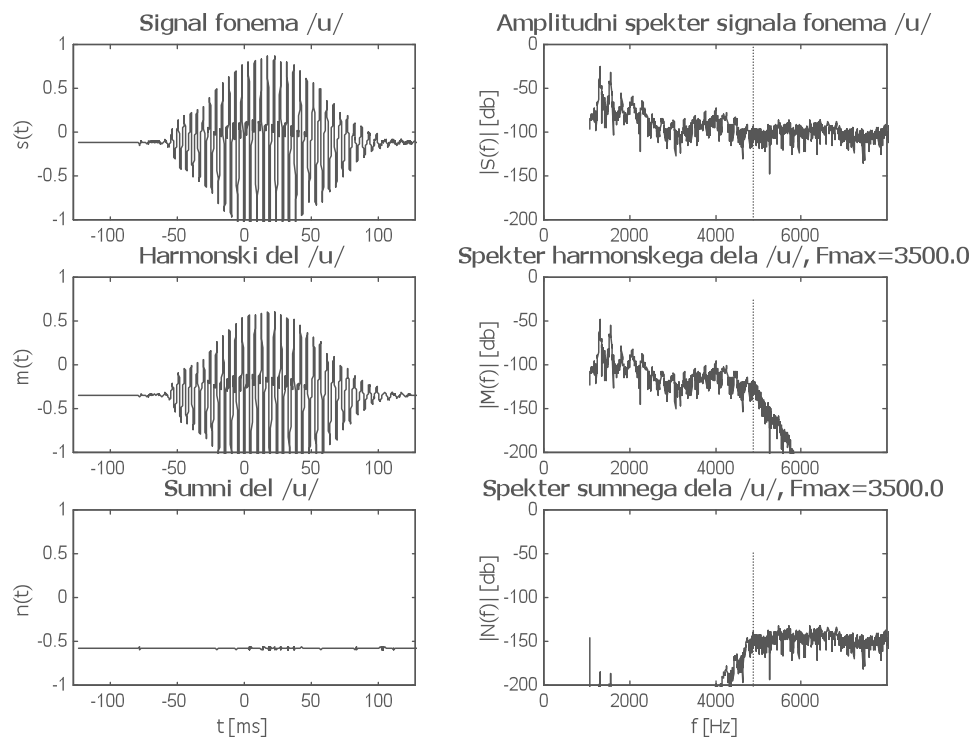 Signal fonema /u/
Amplitudni spekter signala fonema /u/
1
0.5
0
-0.5
-1
s(t)
-100 -50 0 50 100
0
-50
-100
-150
-200
|S(f)| [db]
0 2000 4000 6000 8000
Harmonski del /u/
Spekter harmonskega dela /u/, Fmax=3500.0
1
0.5
0
-0.5
-1
m(t)
-100 -50 0 50 100
0
-50
-100
-150
-200
|M(f)| [db]
0 2000 4000 6000 8000
Sumni del /u/
Spekter sumnega dela /u/, Fmax=3500.0
1
0.5
0
-0.5
-1
n(t)
-100 -50 0 50 100
t [ms]
0
-50
-100
-150
-200
|N(f)| [db]
0 2000 4000 6000 8000
f [Hz]